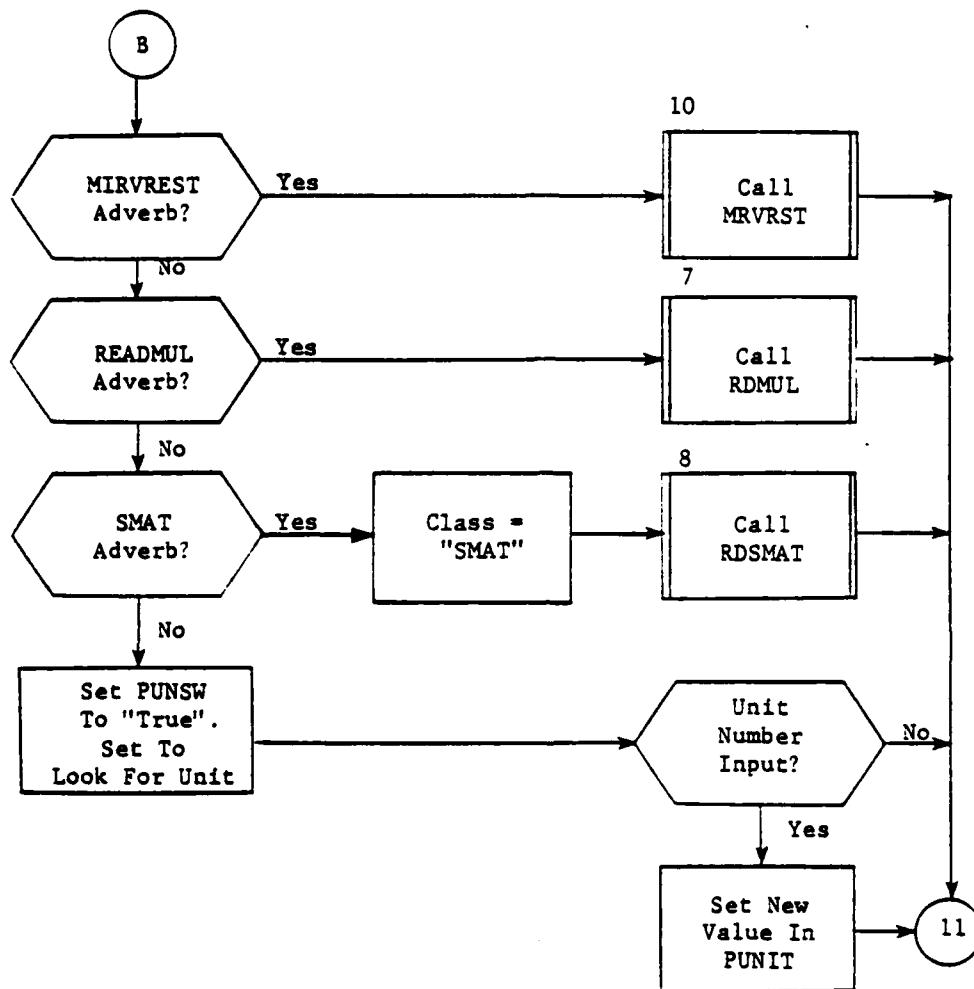 B
10
MIRVREST
Adverb?
Yes
Call
MRVRST
No
7
READMUL
Adverb?
Yes
Call
RDMUL
No
8
SMAT
Adverb?
Yes
Class =
"SMAT"
Call
RDSMAT
No
Set PUNSW
To "True".
Set To
Look For Unit
Unit
Number
Input?
No
Yes
Set New
Value In
PUNIT
11